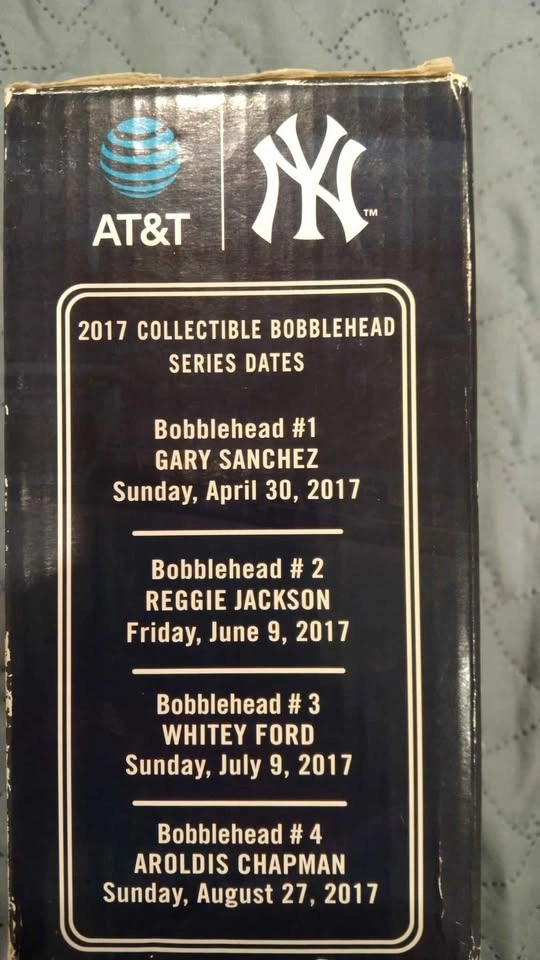 AT&T
NY™
2017 COLLECTIBLE BOBBLEHEAD
SERIES DATES
Bobblehead #1
GARY SANCHEZ
Sunday, April 30, 2017
Bobblehead # 2
REGGIE JACKSON
Friday, June 9, 2017
Bobblehead # 3
WHITEY FORD
Sunday, July 9, 2017
Bobblehead # 4
AROLDIS CHAPMAN
Sunday, August 27, 2017